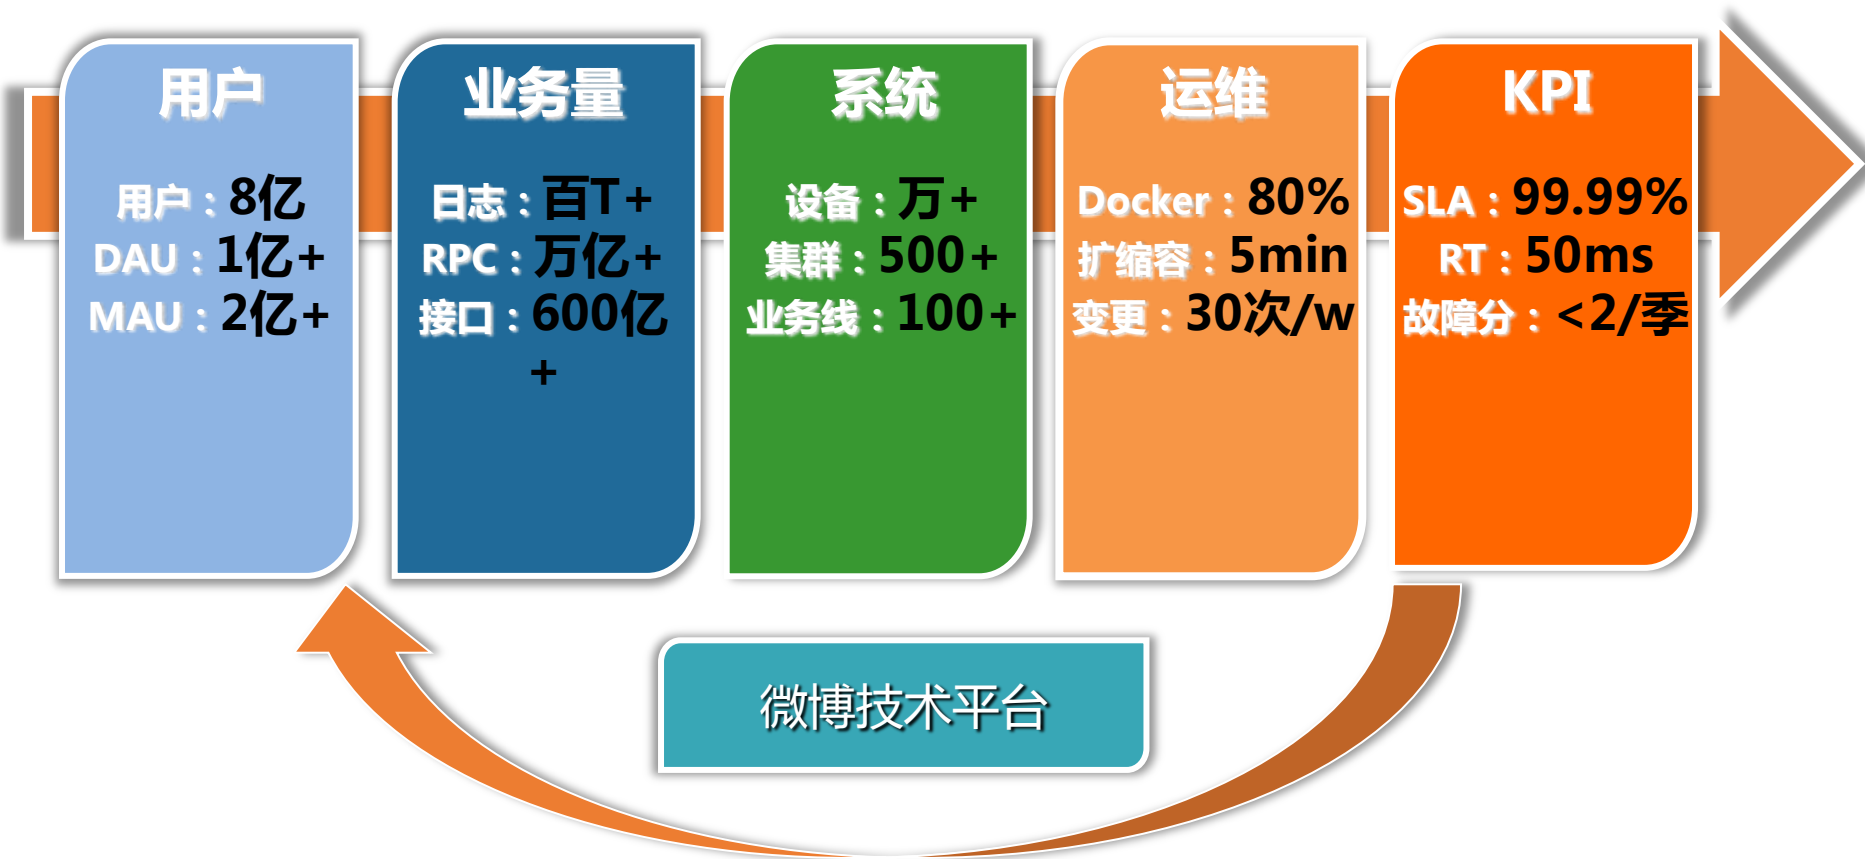 用户
用户：8亿
DAU：1亿+
MAU：2亿+
业务量
日志：百T+
RPC：万亿+
接口：600亿
+
系统
设备：万+
集群：500+
业务线：100+
运维
Docker：80%
扩缩容：5min
变更：30次/w
KPI
SLA：99.99%
RT：50ms
故障分：<2/季
微博技术平台